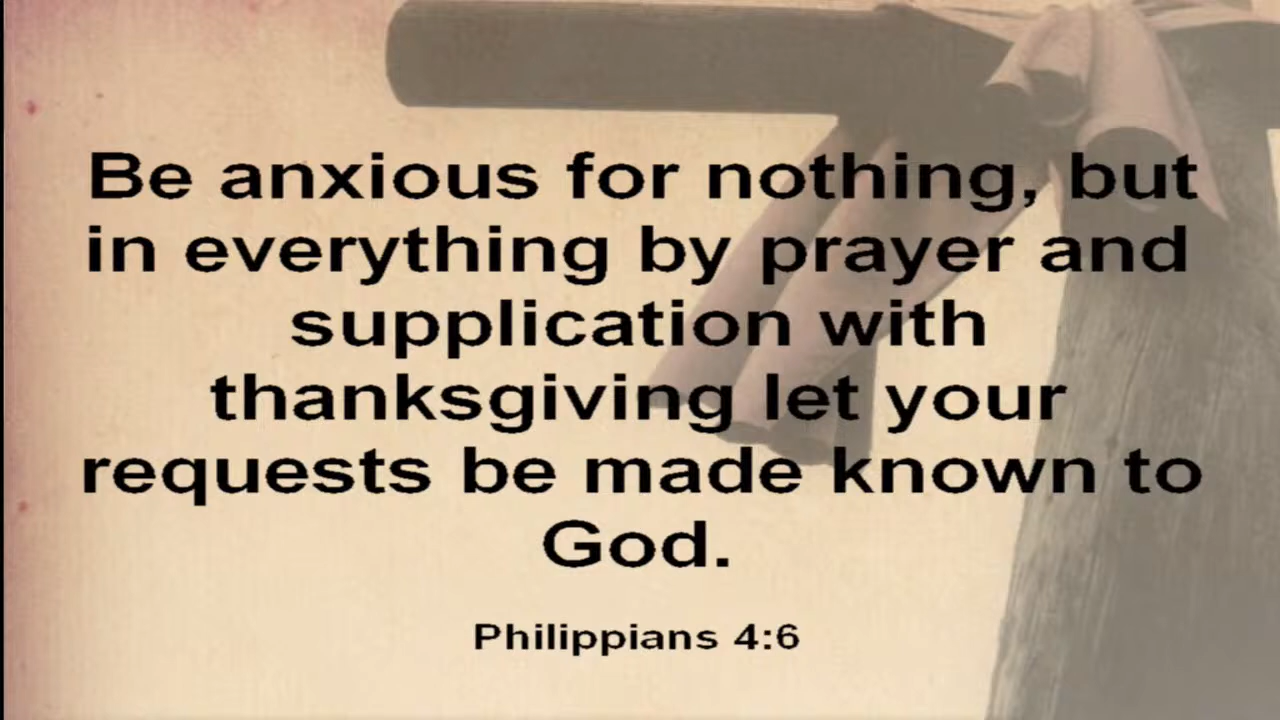 Be anxious for nothing, but
in everything by prayer and
supplication with
thanksgiving let your
requests be made known to
God.
Philippians 4:6